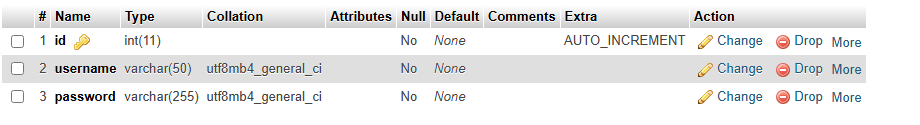 # Name Type Collation Attributes Null Default Comments Extra Action
1 id int(11) No None AUTO_INCREMENT Change Drop More
2 username varchar(50) utf8mb4_general_ci No None Change Drop More
3 password varchar(255) utf8mb4_general_ci No None Change Drop More